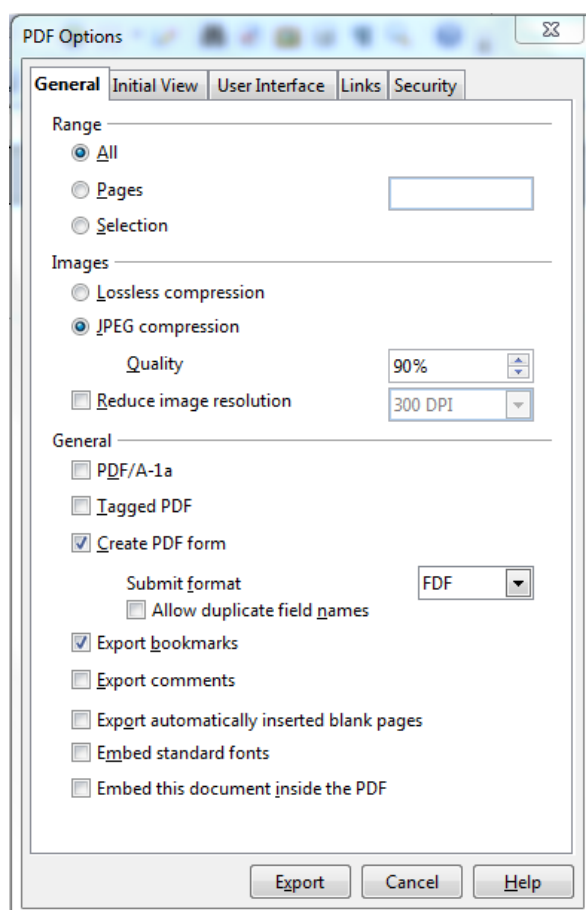 PDF Options
General Initial View User Interface Links Security
Range
All
Pages
Selection
Images
Lossless compression
JPEG compression
Quality 90%
Reduce image resolution 300 DPI
General
PDF/A-1a
Tagged PDF
Create PDF form
Submit format FDF
Allow duplicate field names
Export bookmarks
Export comments
Export automatically inserted blank pages
Embed standard fonts
Embed this document inside the PDF
Export Cancel Help